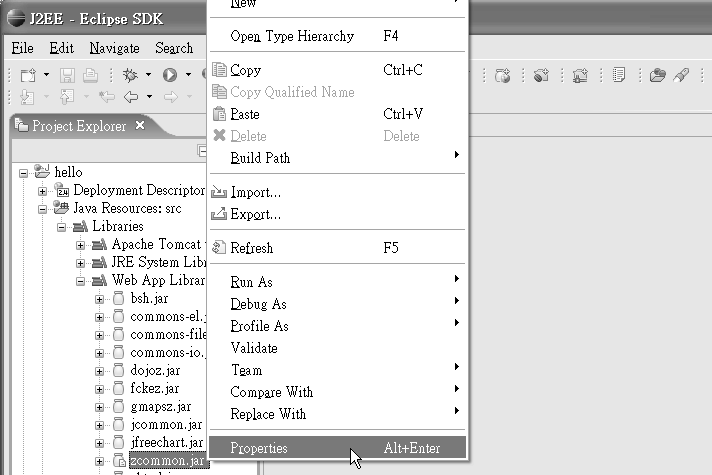 J2EE - Eclipse SDK
File Edit Navigate Search
Project Explorer
hello
Deployment Descriptor
Java Resources: src
Libraries
Apache Tomcat
JRE System Libr
Web App Librar
bsh.jar
commons-el.j
commons-file
commons-io.j
dojoz.jar
fckez.jar
gmapsz.jar
jcommon.jar
jfreechart.jar
zcommon.jar
New
Open Type Hierarchy F4
Copy Ctrl+C
Copy Qualified Name
Paste Ctrl+V
Delete Delete
Build Path
Import...
Export...
Refresh F5
Run As
Debug As
Profile As
Validate
Team
Compare With
Replace With
Properties Alt+Enter